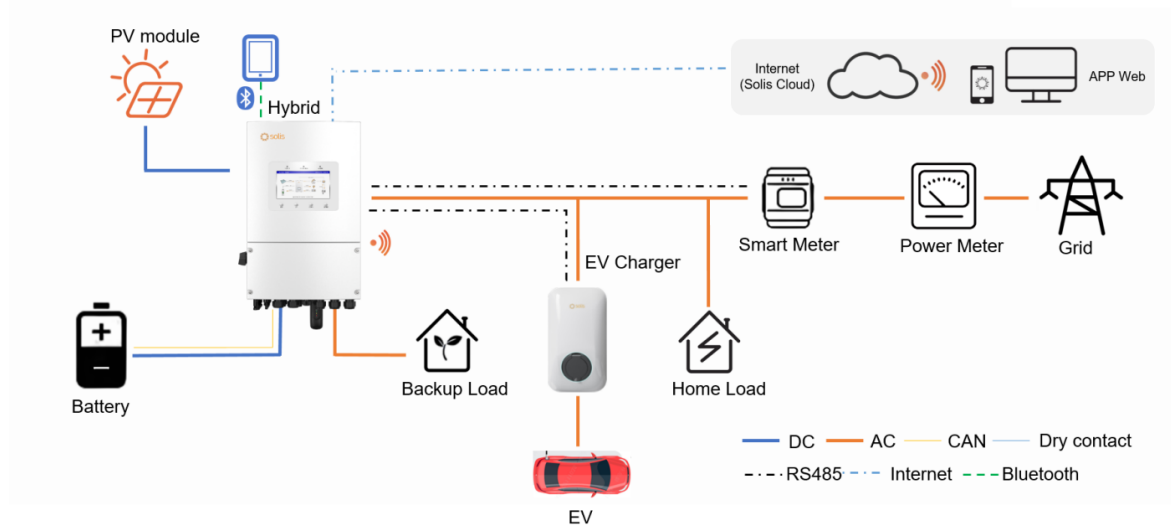 PV module
Hybrid
solis
Internet
(Solis Cloud)
APP Web
Smart Meter
Power Meter
Grid
EV Charger
Battery
Backup Load
Home Load
EV
DC
AC
CAN
Dry contact
RS485
Internet
Bluetooth